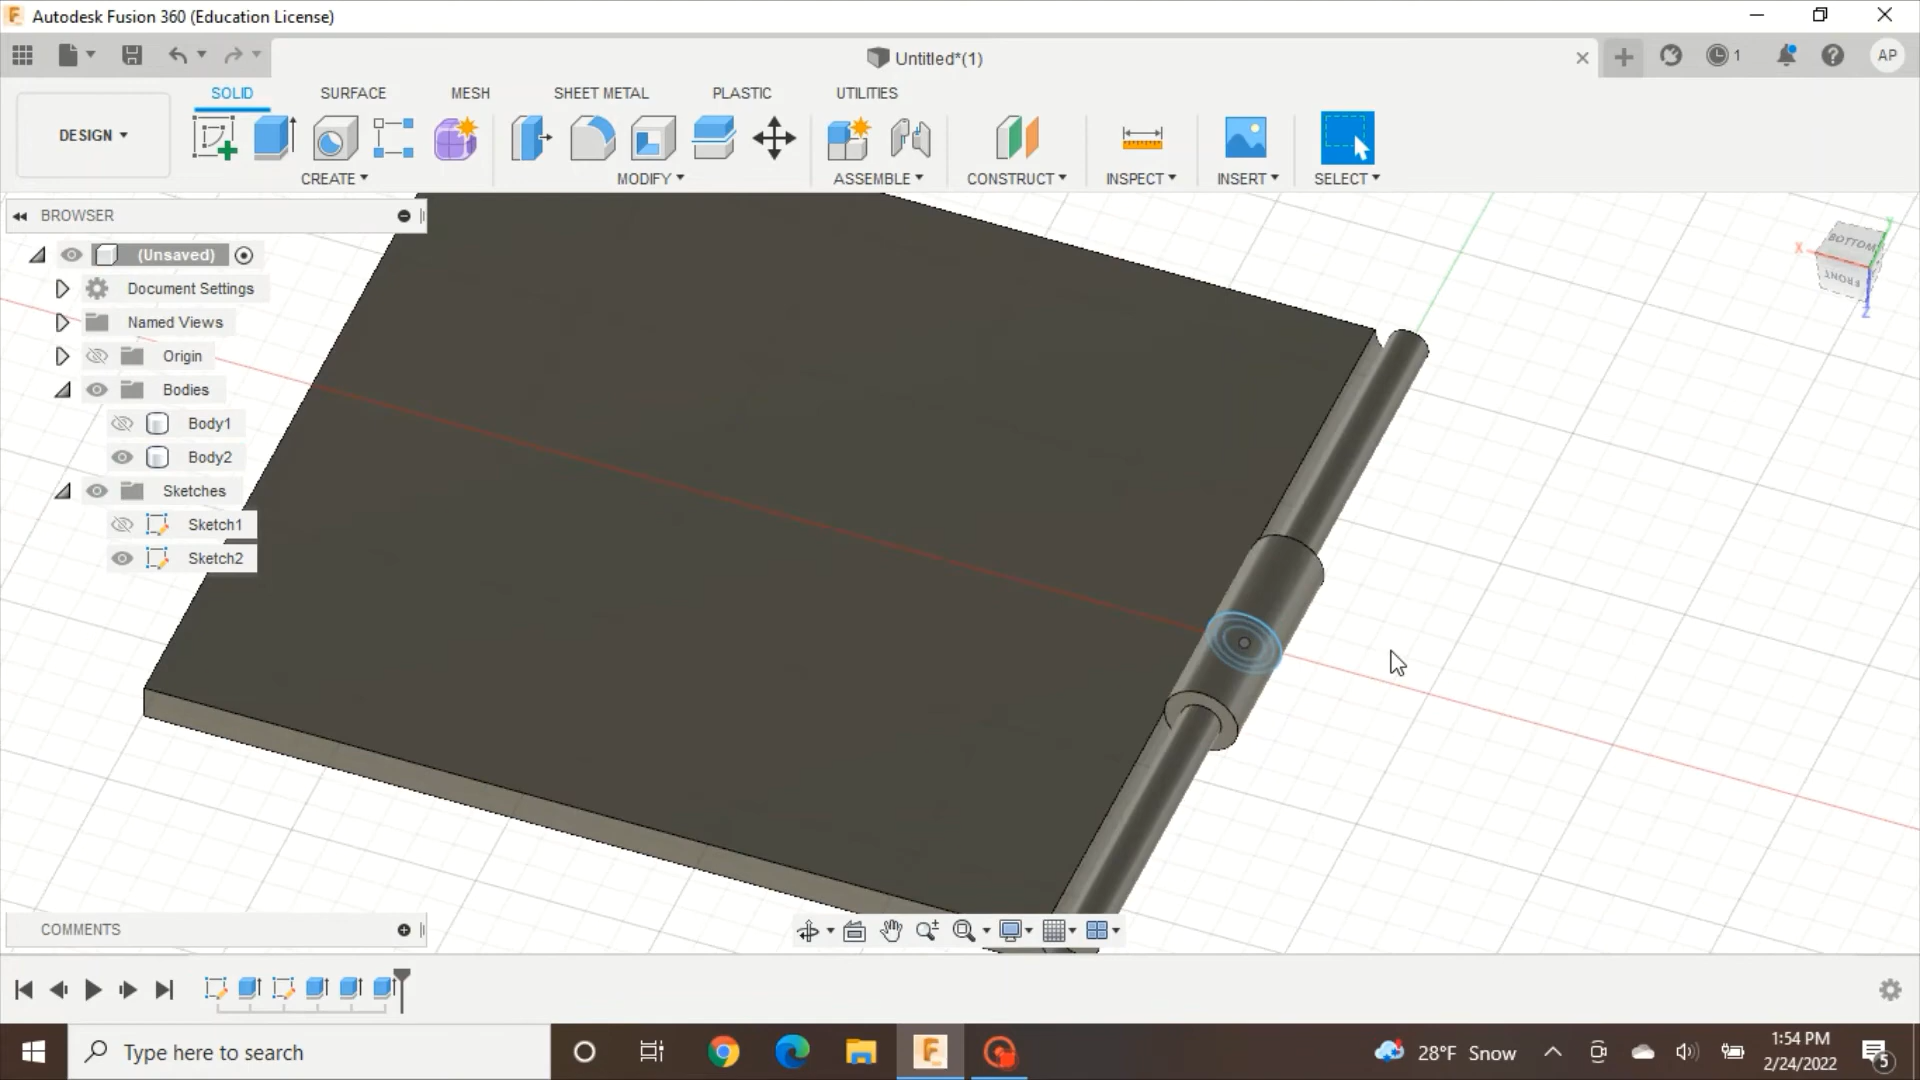 Autodesk Fusion 360 (Education License)
Untitled*(1)
1
AP
DESIGN
SOLID
SURFACE
MESH
SHEET METAL
PLASTIC
UTILITIES
CREATE
MODIFY
ASSEMBLE
CONSTRUCT
INSPECT
INSERT
SELECT
BROWSER
(Unsaved)
Document Settings
Named Views
Origin
Bodies
Body1
Body2
Sketches
Sketch1
Sketch2
X
Y
BOTTOM
FRONT
Z
COMMENTS
Type here to search
28°F Snow
1:54 PM
2/24/2022
5